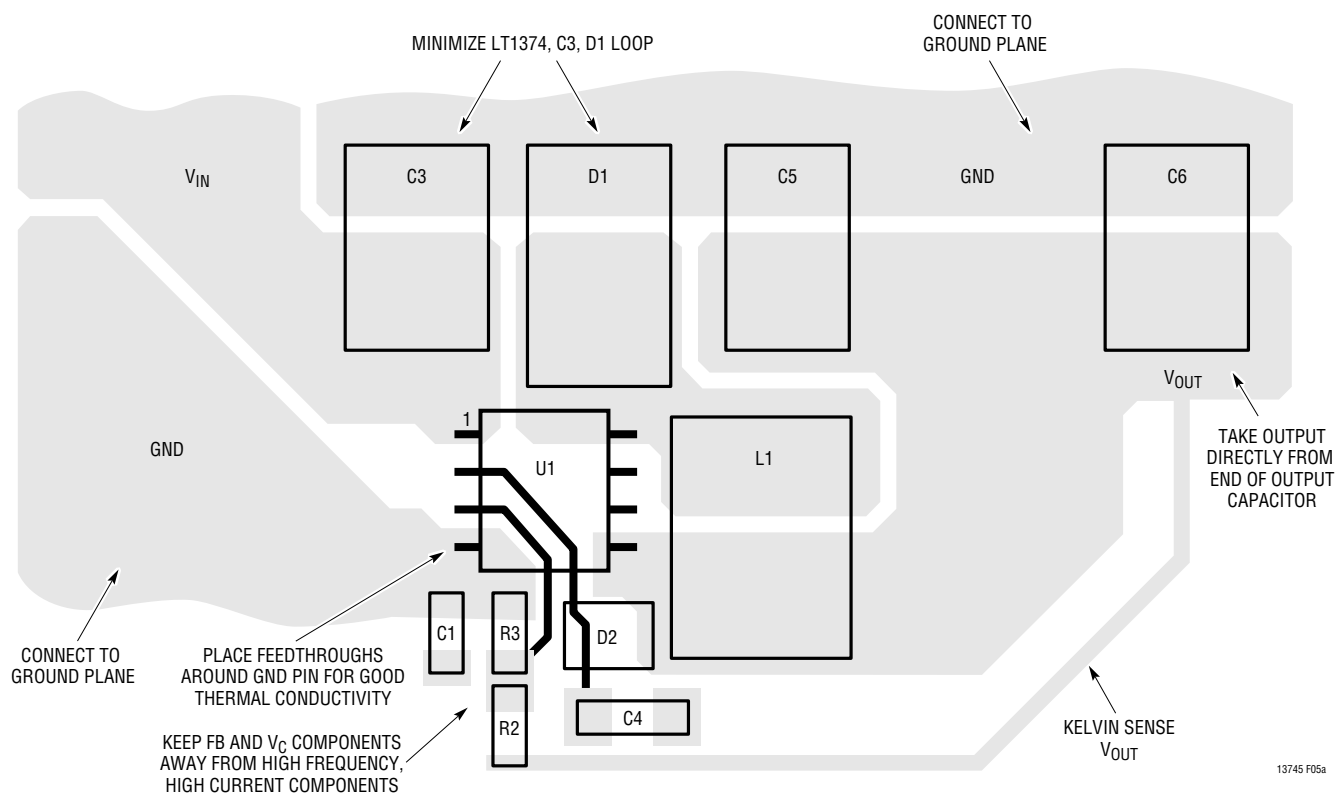 CONNECT TO
GROUND PLANE
MINIMIZE LT1374, C3, D1 LOOP
VIN
C3
D1
C5
GND
C6
VOUT
1
U1
L1
GND
TAKE OUTPUT
DIRECTLY FROM
END OF OUTPUT
CAPACITOR
C1
R3
D2
CONNECT TO
GROUND PLANE
PLACE FEEDTHROUGHS
AROUND GND PIN FOR GOOD
THERMAL CONDUCTIVITY
R2
C4
KELVIN SENSE
VOUT
KEEP FB AND VC COMPONENTS
AWAY FROM HIGH FREQUENCY,
HIGH CURRENT COMPONENTS
13745 F05a